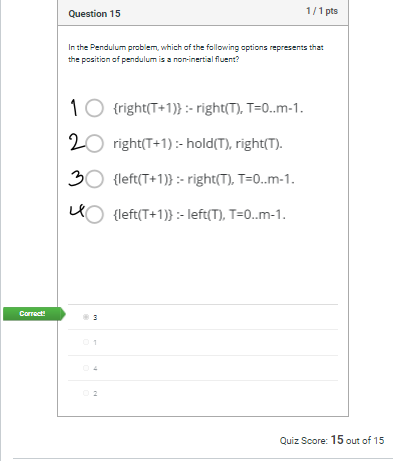 Question 15
1 / 1 pts
In the Pendulum problem, which of the following options represents that
the position of pendulum is a non-inertial fluent?
1 {right(T+1)} :- right(T), T=0..m-1.
2 right(T+1) :- hold(T), right(T).
3 {left(T+1)} :- right(T), T=0..m-1.
4 {left(T+1)} :- left(T), T=0..m-1.
Correct!
3
1
4
2
Quiz Score: 15 out of 15